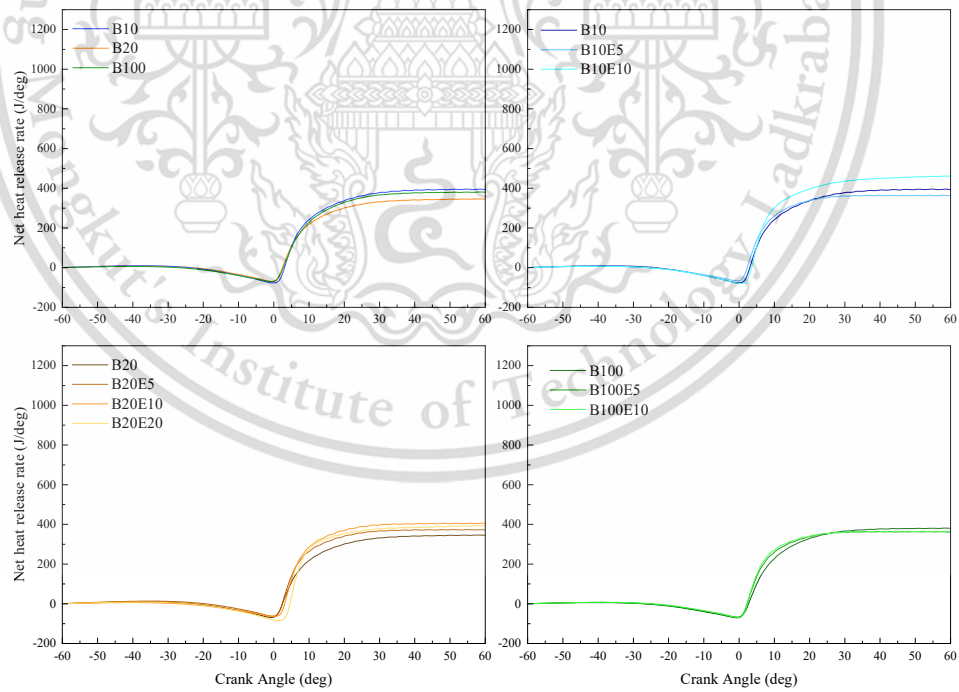 1200
1000
800
600
400
200
0
-200
Net heat release rate (J/deg)
B10
B20
B100
-60 -50 -40 -30 -20 -10 0 10 20 30 40 50 60
1200
1000
800
600
400
200
0
-200
B10
B10E5
B10E10
-60 -50 -40 -30 -20 -10 0 10 20 30 40 50 60
1200
1000
800
600
400
200
0
-200
Net heat release rate (J/deg)
B20
B20E5
B20E10
B20E20
-60 -50 -40 -30 -20 -10 0 10 20 30 40 50 60
Crank Angle (deg)
1200
1000
800
600
400
200
0
-200
B100
B100E5
B100E10
-60 -50 -40 -30 -20 -10 0 10 20 30 40 50 60
Crank Angle (deg)
Mongkut's Institute of Technology Ladkrab